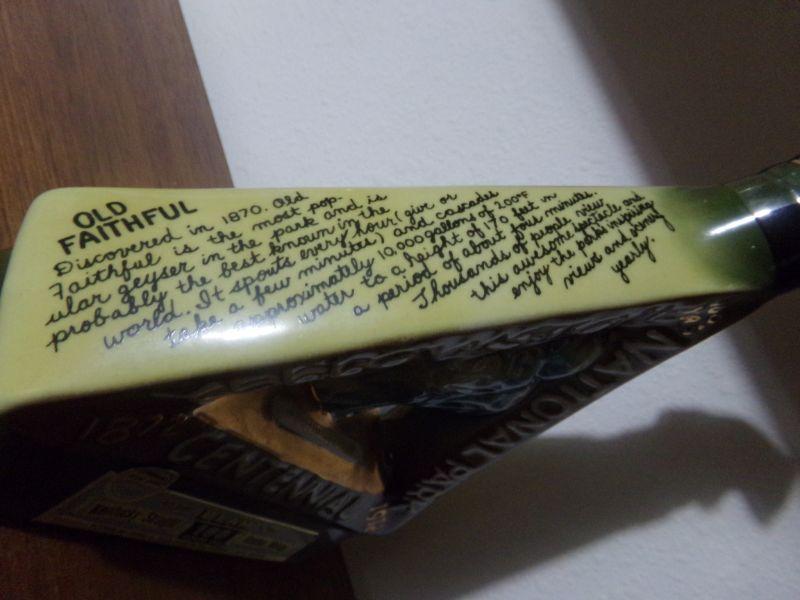 OLD
FAITHFUL
Discovered in 1870. Old
Faithful is the most pop-
ular geyser in the park and is
probably the best known in the
world. It spouts every hour (give or
take a few minutes) and cascades
approximately 10,000 gallons of 200°F
water to a height of 170 feet in
a period of about four minutes.
Thousands of people view
this awesome spectacle and
enjoy the parks inspiring
views and beauty
yearly.
NATIONAL PARK
CENTENNIAL